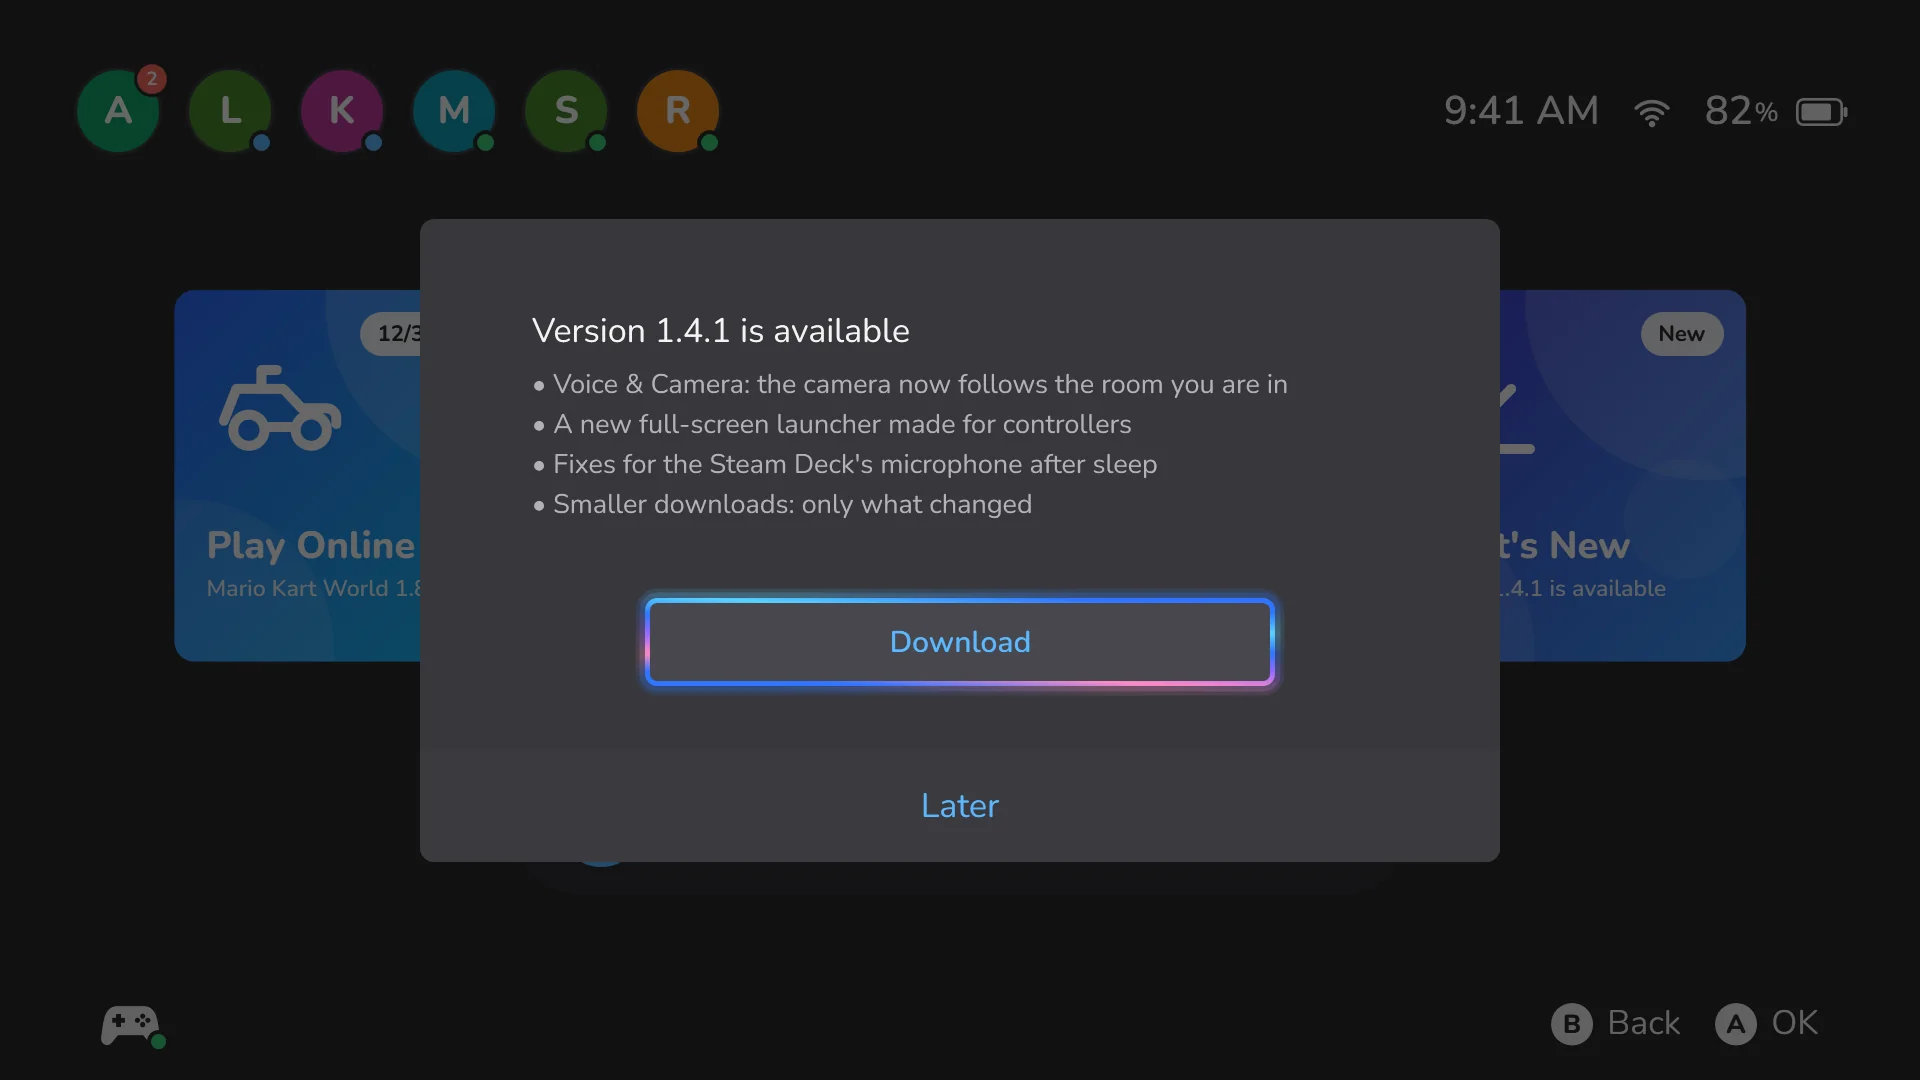 A 2 L K M S R
9:41 AM 82%
12/3
New
Version 1.4.1 is available
• Voice & Camera: the camera now follows the room you are in
• A new full-screen launcher made for controllers
• Fixes for the Steam Deck's microphone after sleep
• Smaller downloads: only what changed
Play Online
Mario Kart World 1.8
t's New
.4.1 is available
Download
Later
B Back A OK